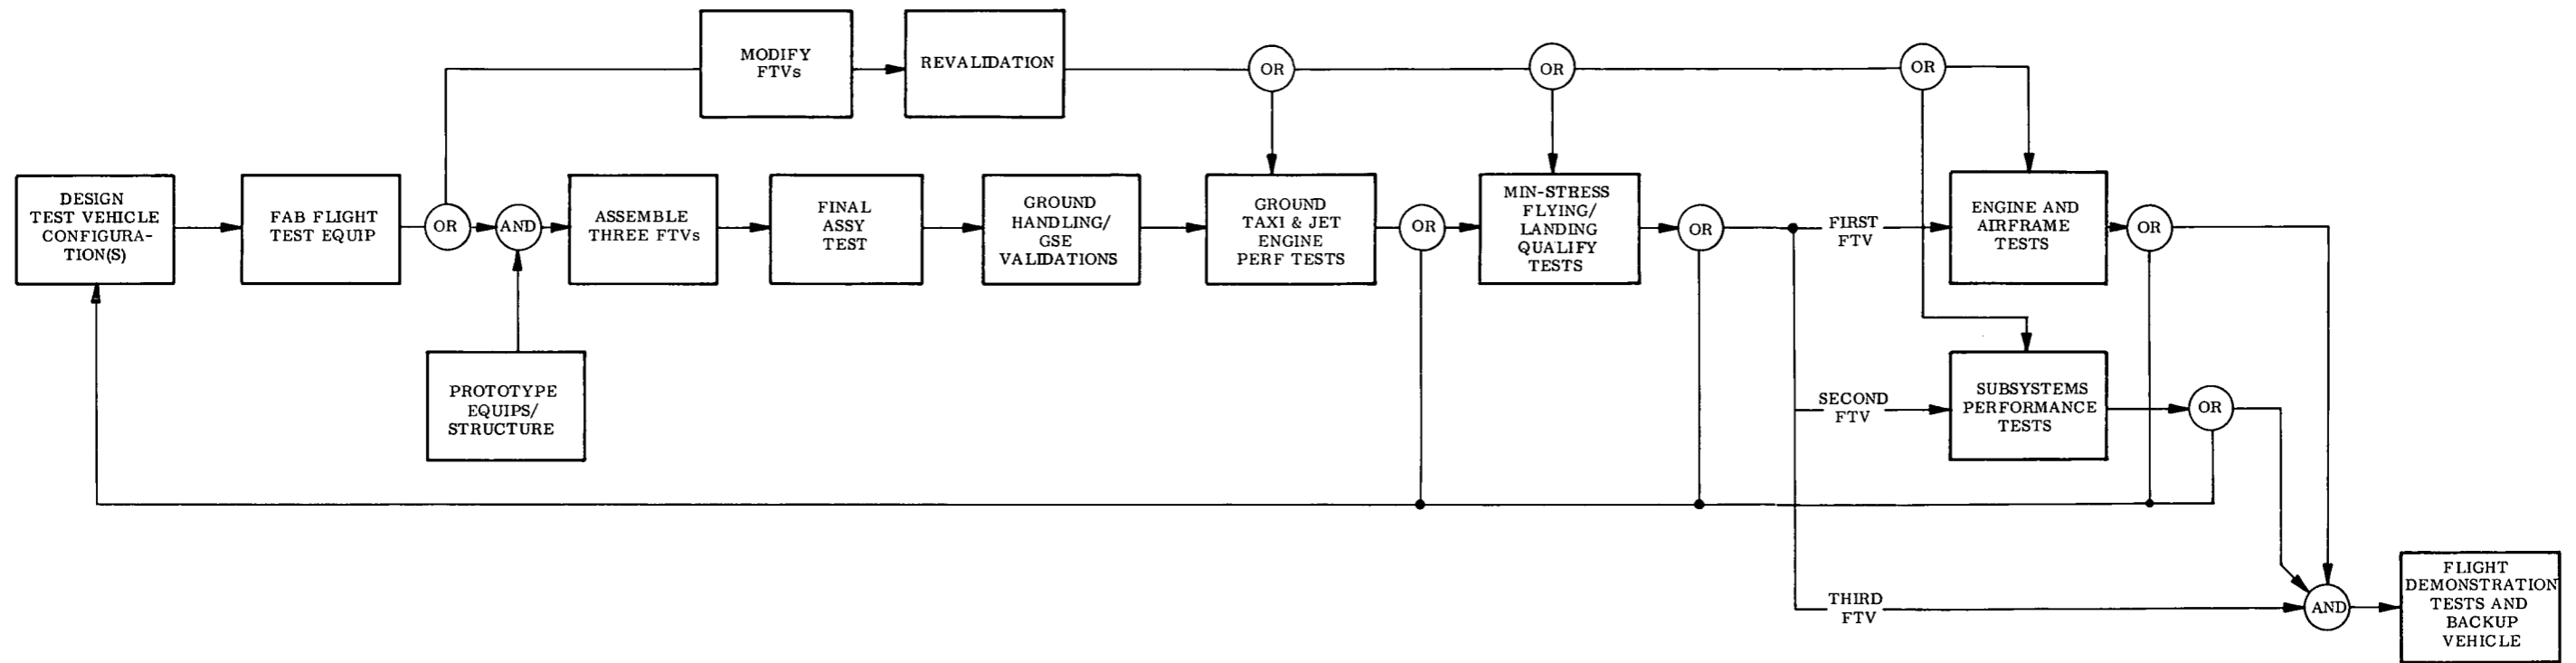 MODIFY
FTVs
REVALIDATION
OR
OR
OR
DESIGN
TEST VEHICLE
CONFIGURA-
TION(S)
FAB FLIGHT
TEST EQUIP
OR
AND
ASSEMBLE
THREE FTVs
FINAL
ASSY
TEST
GROUND
HANDLING/
GSE
VALIDATIONS
GROUND
TAXI & JET
ENGINE
PERF TESTS
OR
MIN-STRESS
FLYING/
LANDING
QUALIFY
TESTS
OR
FIRST
FTV
ENGINE AND
AIRFRAME
TESTS
OR
PROTOTYPE
EQUIPS/
STRUCTURE
SECOND
FTV
SUBSYSTEMS
PERFORMANCE
TESTS
OR
THIRD
FTV
AND
FLIGHT
DEMONSTRATION
TESTS AND
BACKUP
VEHICLE